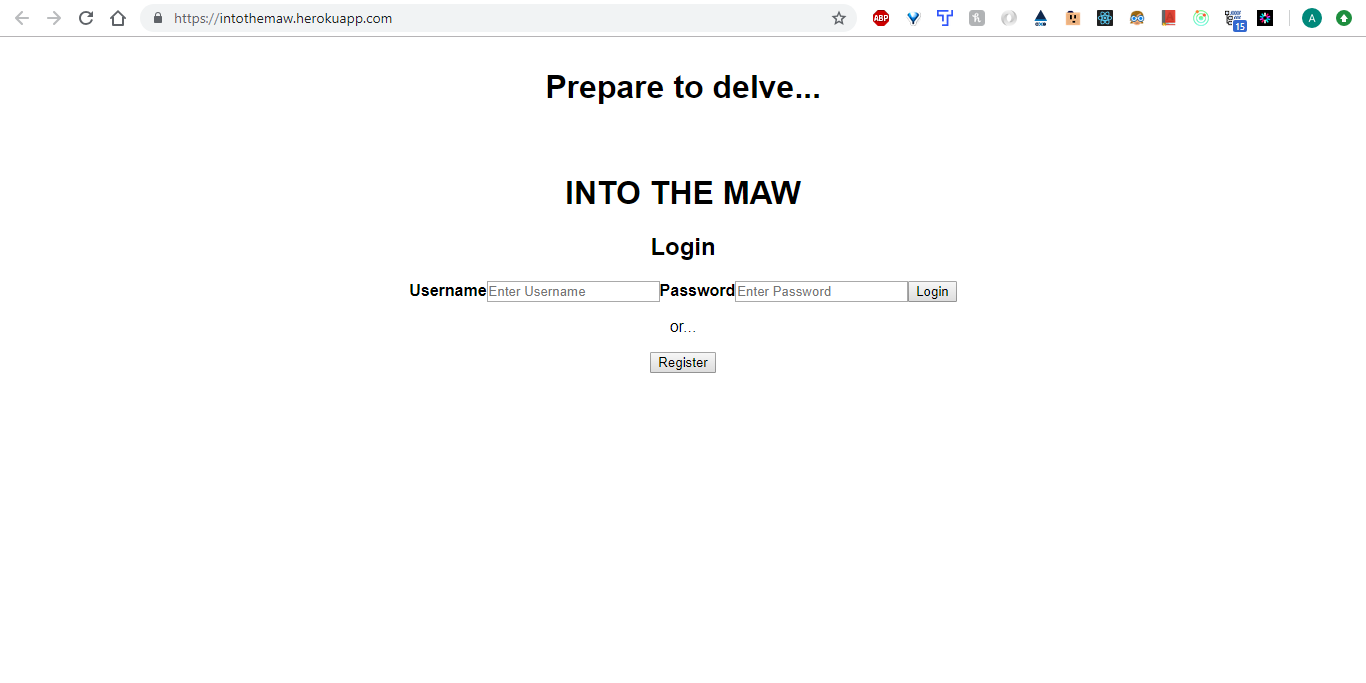 https://intothemaw.herokuapp.com ABP 15 A
Prepare to delve...
INTO THE MAW
Login
Username Enter Username Password Enter Password Login
or...
Register